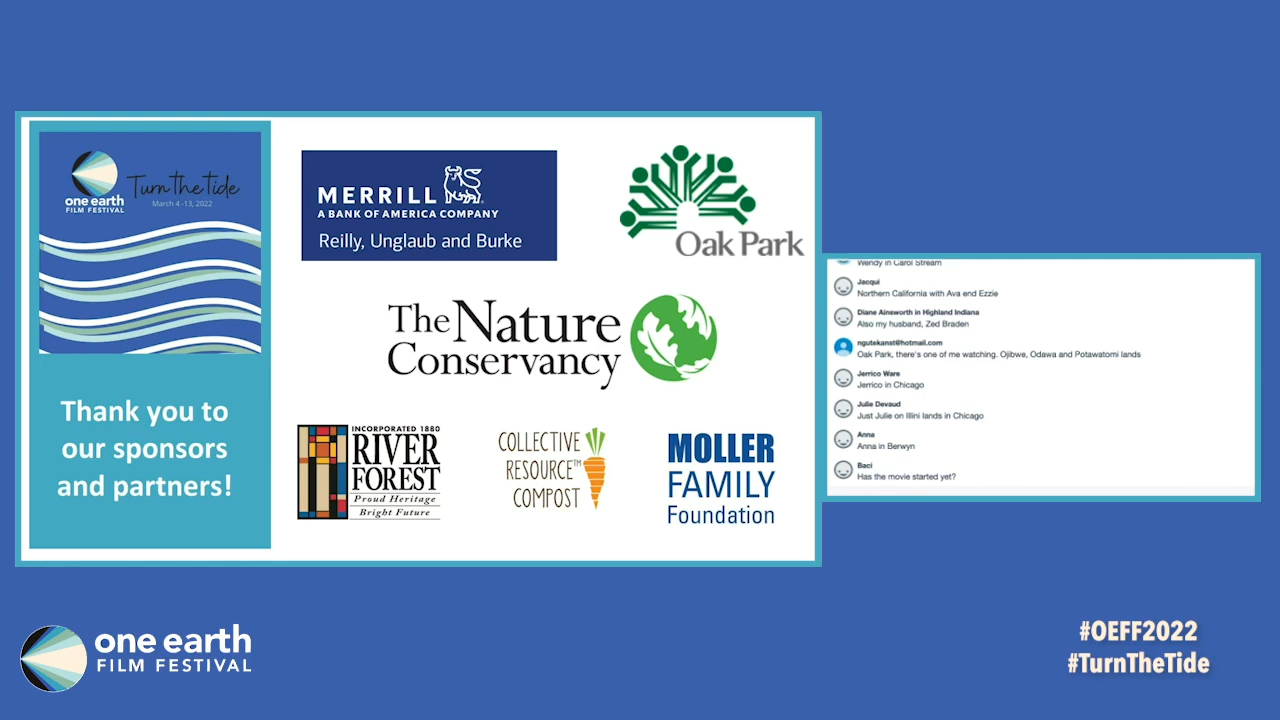 one earth
FILM FESTIVAL
Turn the Tide
March 4 -13, 2022
Thank you to
our sponsors
and partners!
MERRILL
A BANK OF AMERICA COMPANY
Reilly, Unglaub and Burke
Oak Park
The Nature
Conservancy
INCORPORATED 1880
RIVER
FOREST
Proud Heritage
Bright Future
COLLECTIVE
RESOURCE™
COMPOST
MOLLER
FAMILY
Foundation
Wendy in Carol Stream
Jacqui
Northern California with Ava end Ezzie
Diane Ainsworth in Highland Indiana
Also my husband, Zed Braden
ngutekanst@hotmail.com
Oak Park, there's one of me watching. Ojibwe, Odawa and Potawatomi lands
Jerrico Ware
Jerrico in Chicago
Julie Devaud
Just Julie on Illini lands in Chicago
Anna
Anna in Berwyn
Baci
Has the movie started yet?
one earth
FILM FESTIVAL
#OEFF2022
#TurnTheTide